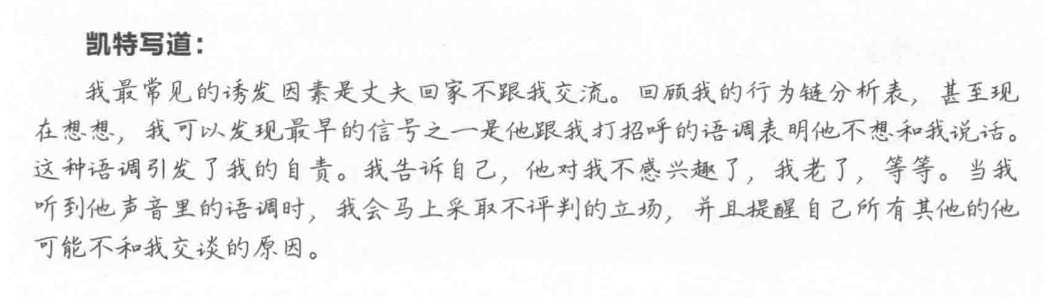 凯特写道：
我最常见的诱发因素是丈夫回家不跟我交流。回顾我的行为链分析表，甚至现
在想想，我可以发现最早的信号之一是他跟我打招呼的语调表明他不想和我说话。
这种语调引发了我的自责。我告诉自己，他对我不感兴趣了，我老了，等等。当我
听到他声音里的语调时，我会马上采取不评判的立场，并且提醒自己所有其他的他
可能不和我交谈的原因。